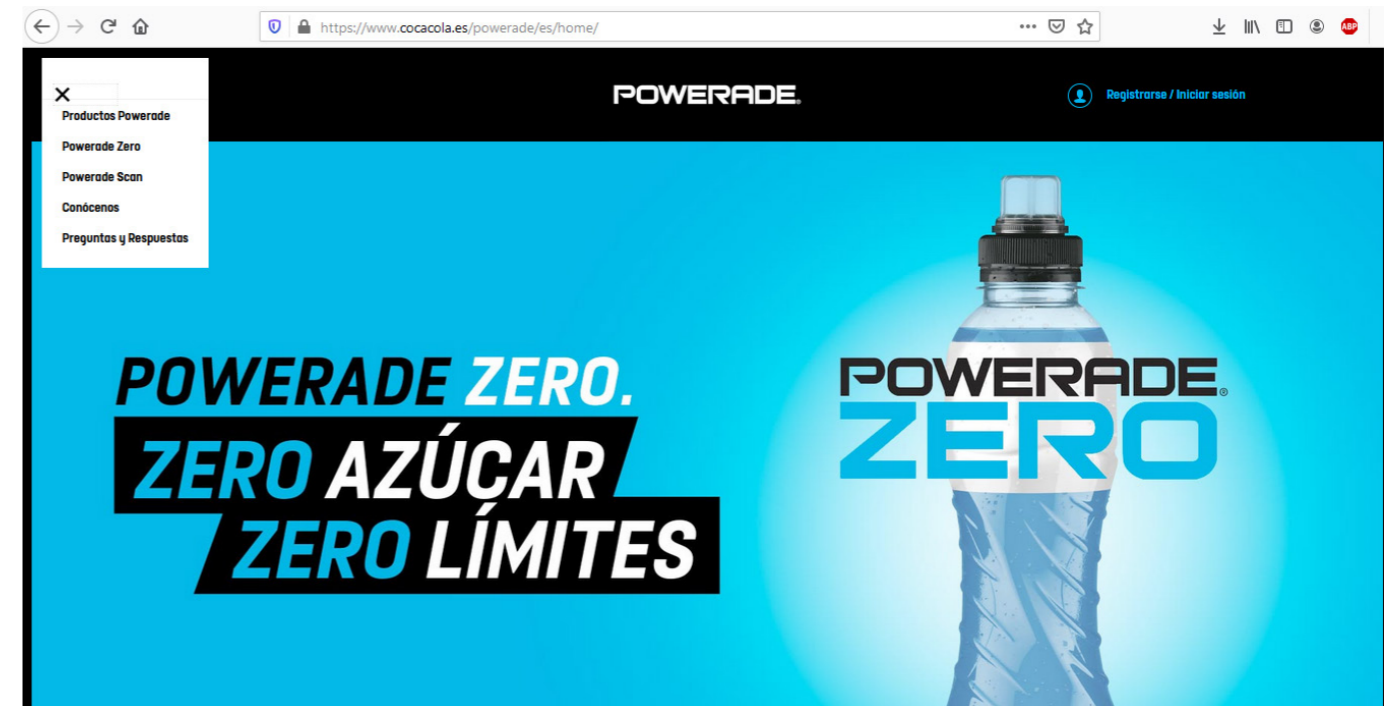 https://www.cocacola.es/powerade/es/home/
ABP
POWERADE®
Registrarse / Iniciar sesión
Productos Powerade
Powerade Zero
Powerade Scan
Conócenos
Preguntas y Respuestas
POWERADE ZERO.
ZERO AZÚCAR
ZERO LÍMITES
POWERADE®
ZERO